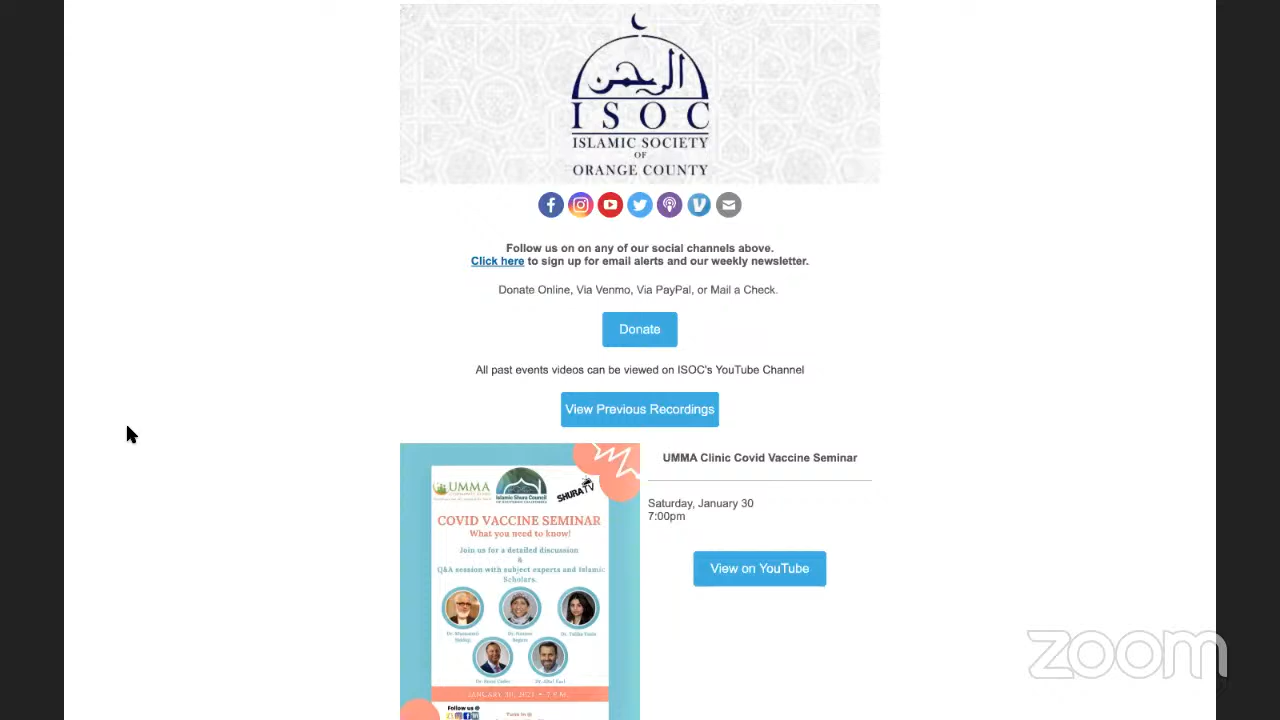 الرحمن
ISOC
ISLAMIC SOCIETY
OF
ORANGE COUNTY
Follow us on on any of our social channels above.
Click here to sign up for email alerts and our weekly newsletter.
Donate Online, Via Venmo, Via PayPal, or Mail a Check.
Donate
All past events videos can be viewed on ISOC's YouTube Channel
View Previous Recordings
UMMA
Islamic Shura Council
SHURA TV
COVID VACCINE SEMINAR
What you need to know!
Join us for a detailed discussion
&
Q&A session with subject experts and Islamic
Scholars.
Follow us @
UMMA Clinic Covid Vaccine Seminar
Saturday, January 30
7:00pm
View on YouTube
zoom